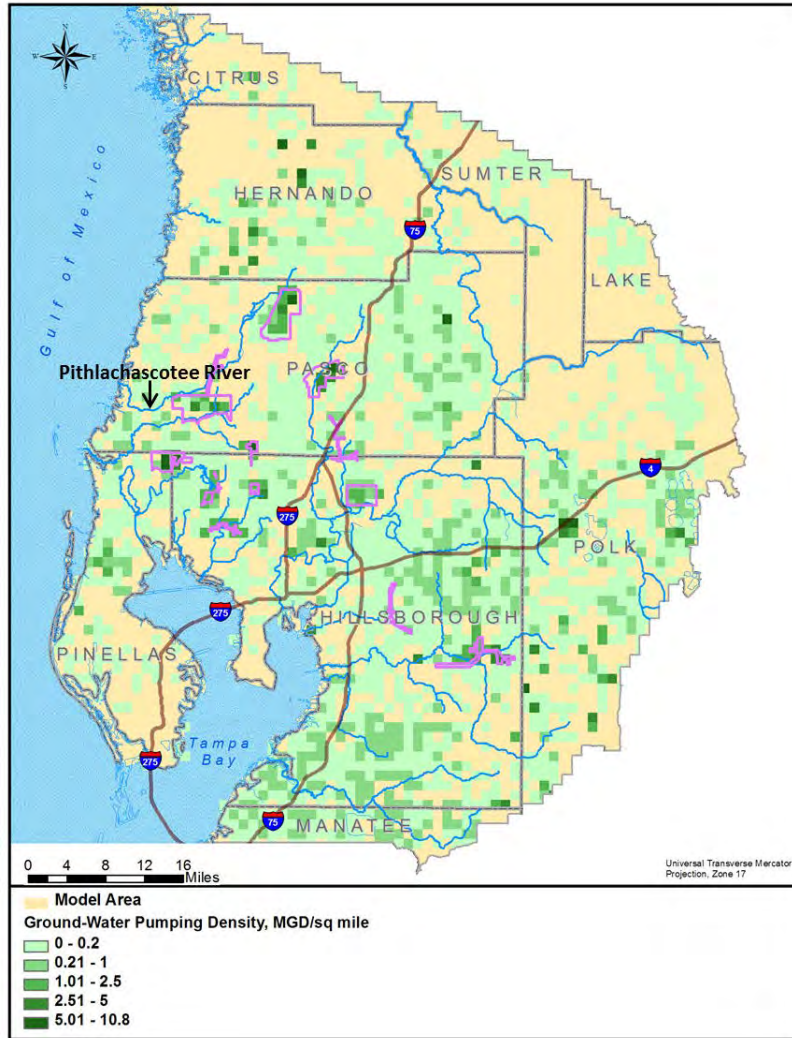 N
W
E
S
CITRUS
SUMTER
HERNANDO
75
LAKE
Gulf of Mexico
PASCO
Pithlachascotee River
4
275
POLK
275
HILLSBOROUGH
PINELLAS
Tampa
Bay
275
75
MANATEE
0 4 8 12 16
Miles
Universal Transverse Mercator
Projection, Zone 17
Model Area
Ground-Water Pumping Density, MGD/sq mile
0 - 0.2
0.21 - 1
1.01 - 2.5
2.51 - 5
5.01 - 10.8